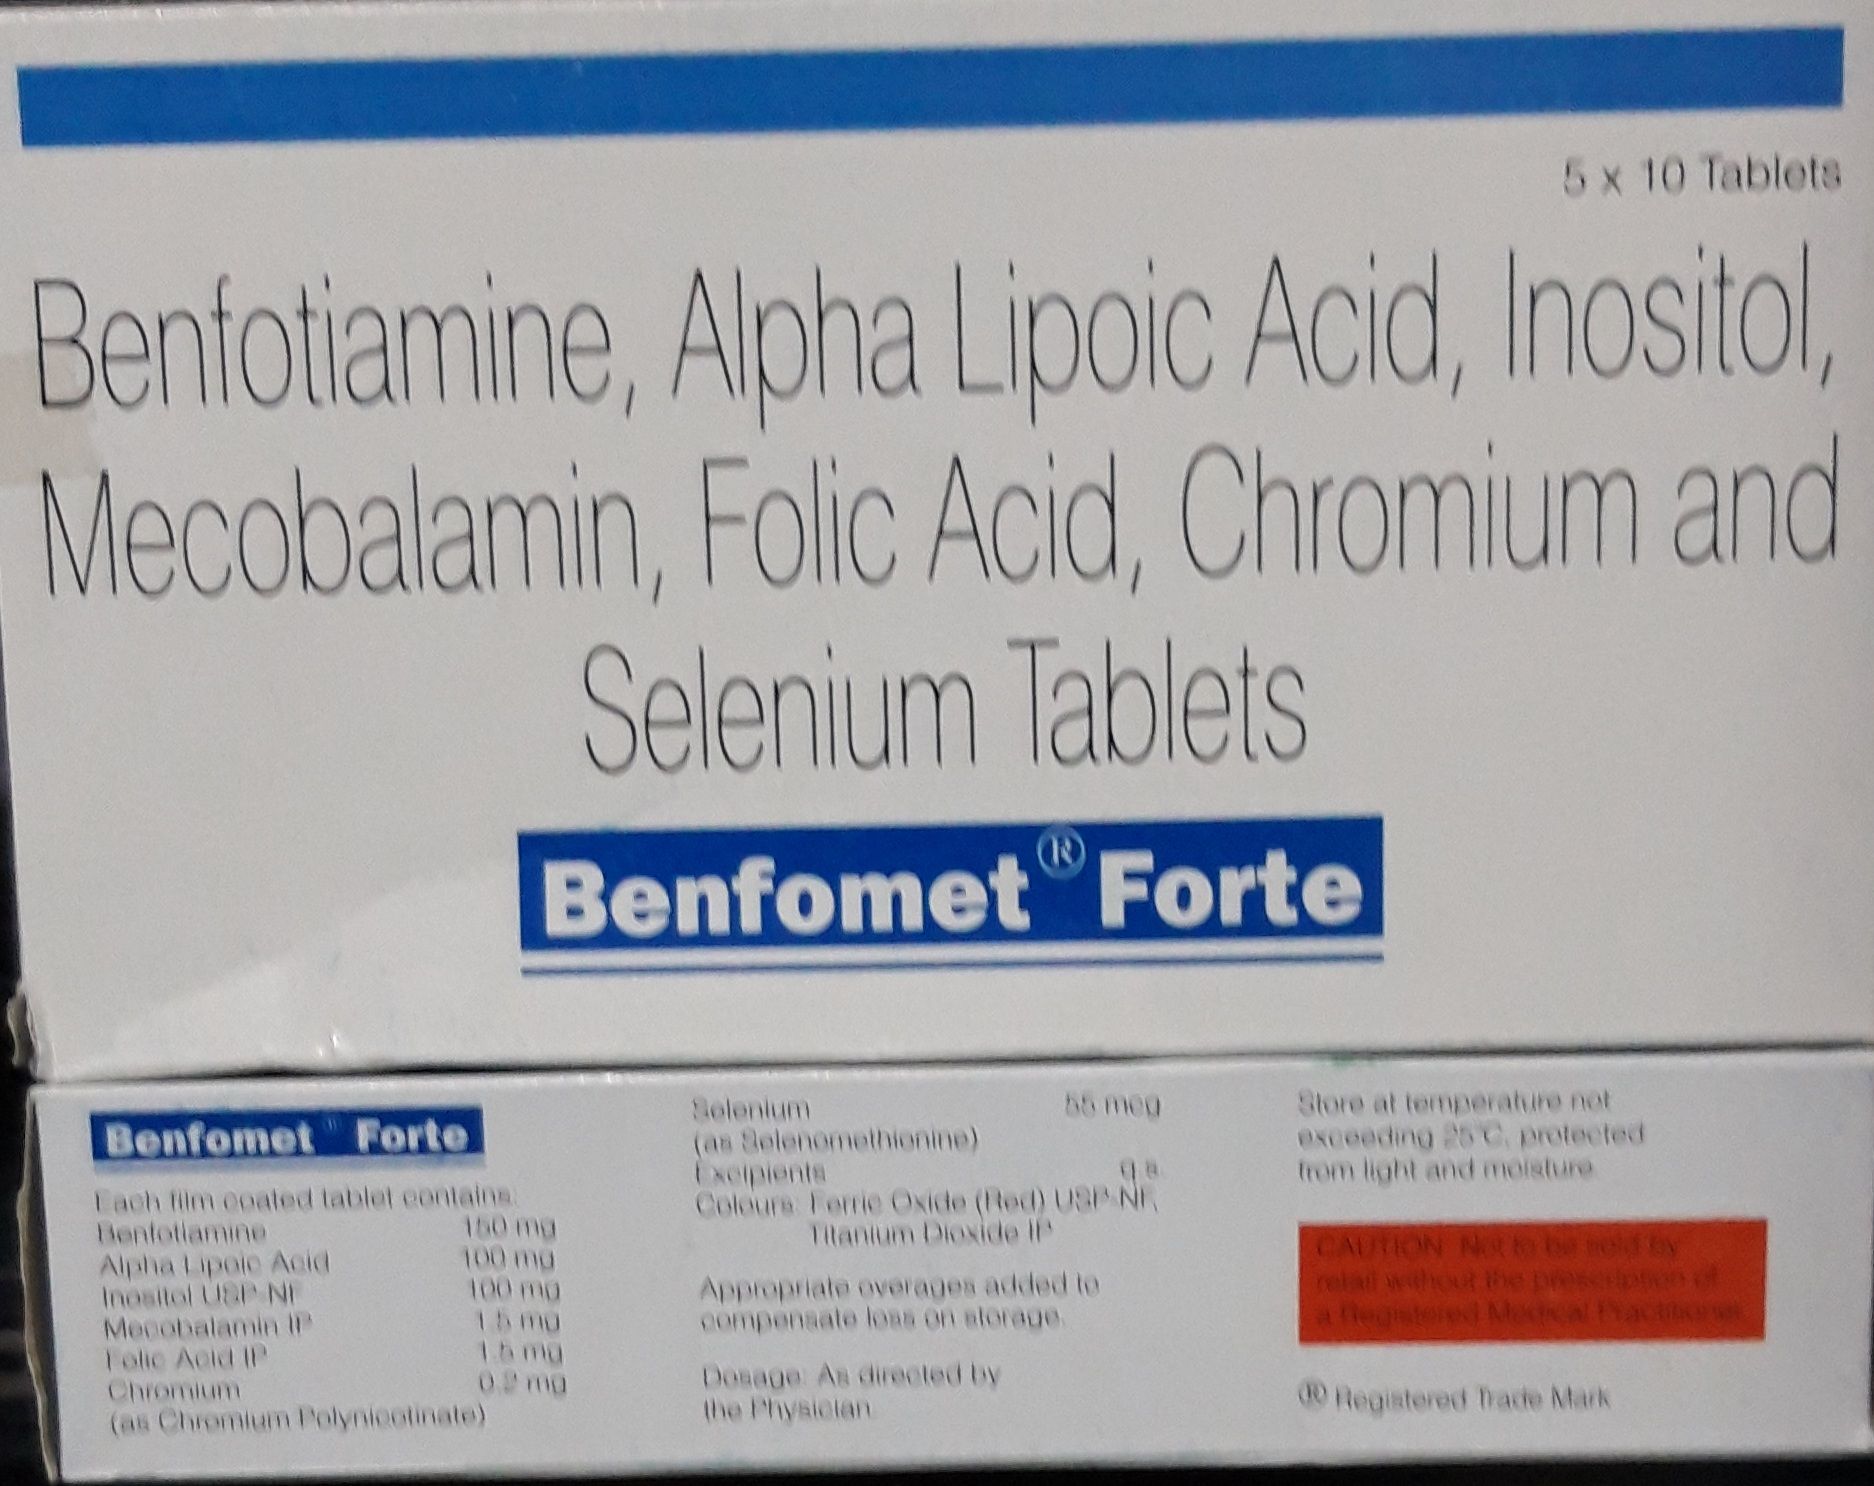 5 x 10 Tablets
Benfotiamine, Alpha Lipoic Acid, Inositol,
Mecobalamin, Folic Acid, Chromium and
Selenium Tablets
Benfomet® Forte
Benfomet® Forte
Each film coated tablet contains:
Benfotiamine 150 mg
Alpha Lipoic Acid 100 mg
Inositol USP-NF 100 mg
Mecobalamin IP 1.5 mg
Folic Acid IP 1.5 mg
Chromium 0.2 mg
(as Chromium Polynicotinate)
Selenium 55 mcg
(as Selenomethionine)
Excipients q.s.
Colours: Ferric Oxide (Red) USP-NF,
Titanium Dioxide IP
Appropriate overages added to
compensate loss on storage.
Dosage: As directed by
the Physician.
Store at temperature not
exceeding 25°C, protected
from light and moisture.
CAUTION: Not to be sold by
retail without the prescription of
a Registered Medical Practitioner.
® Registered Trade Mark